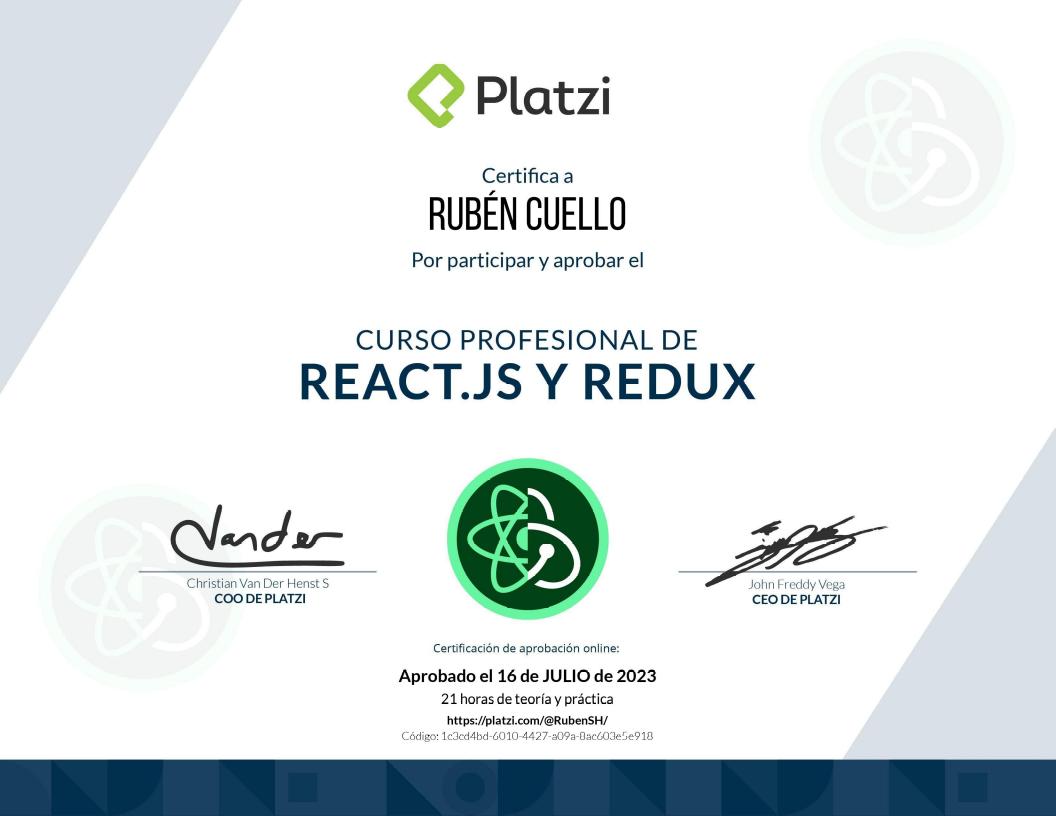 Platzi
Certifica a
RUBÉN CUELLO
Por participar y aprobar el
CURSO PROFESIONAL DE
REACT.JS Y REDUX
Vander
Christian Van Der Henst S
COO DE PLATZI
John Freddy Vega
CEO DE PLATZI
Certificación de aprobación online:
Aprobado el 16 de JULIO de 2023
21 horas de teoría y práctica
https://platzi.com/@RubenSH/
Código: 1c3cd4bd-6010-4427-a09a-8ac603e5e918